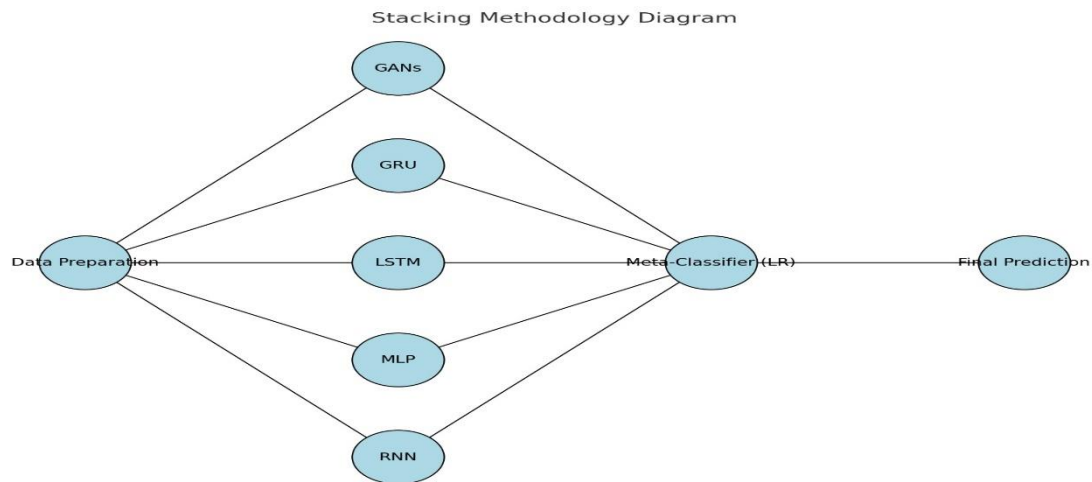 Stacking Methodology Diagram
GANs
GRU
Data Preparation
LSTM
Meta-Classifier (LR)
Final Prediction
MLP
RNN